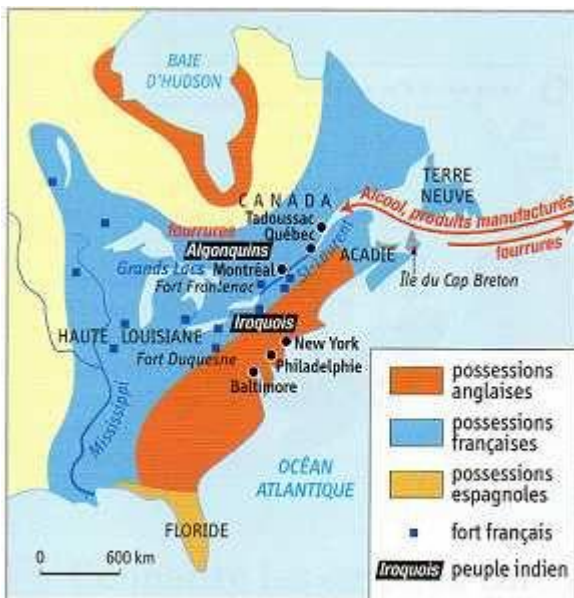 BAIE
D'HUDSON
TERRE
NEUVE
CANADA
Tadoussac
Québec
Alcool, produits manufacturés
fourrures
fourrures
Algonquins
St Laurent
ACADIE
Grands Lacs
Montréal
Fort Frontenac
Île du Cap Breton
Iroquois
HAUTE LOUISIANE
New York
Fort Duquesne
Philadelphie
Baltimore
Mississippi
OCÉAN
ATLANTIQUE
FLORIDE
0 600 km
possessions
anglaises
possessions
françaises
possessions
espagnoles
fort français
Iroquois peuple indien